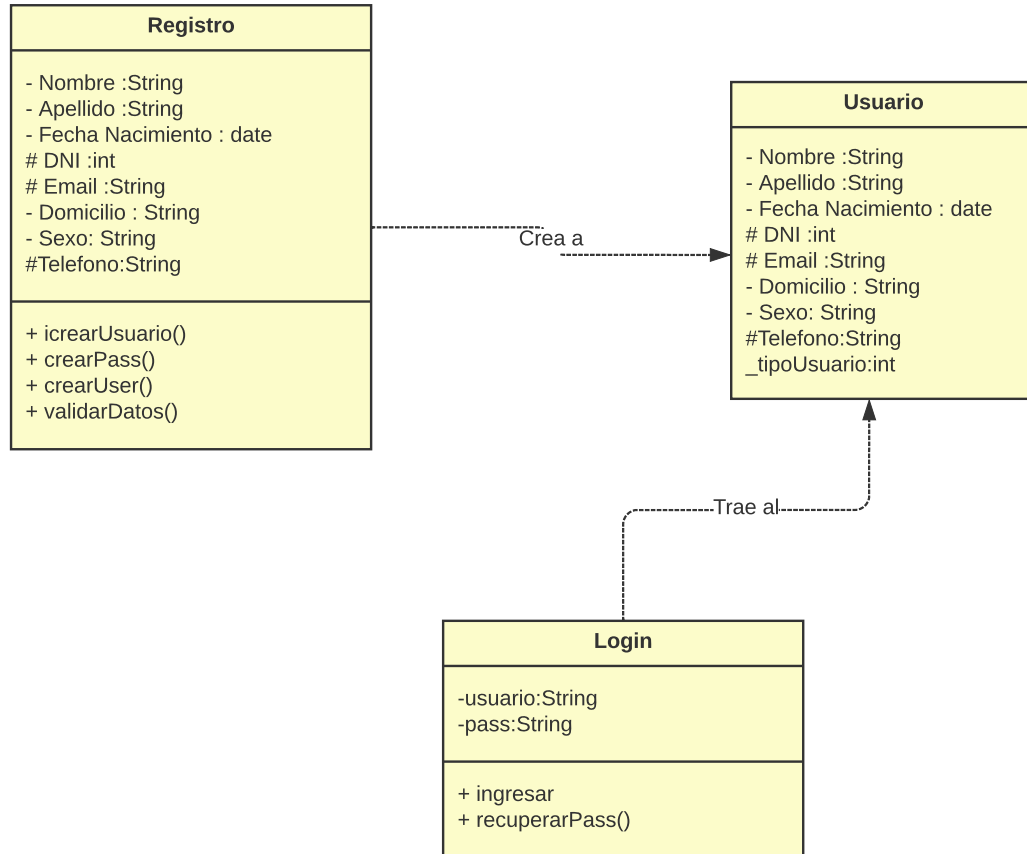 Registro
- Nombre :String
- Apellido :String
- Fecha Nacimiento : date
# DNI :int
# Email :String
- Domicilio : String
- Sexo: String
#Telefono:String
+ icrearUsuario()
+ crearPass()
+ crearUser()
+ validarDatos()
Crea a
Usuario
- Nombre :String
- Apellido :String
- Fecha Nacimiento : date
# DNI :int
# Email :String
- Domicilio : String
- Sexo: String
#Telefono:String
_tipoUsuario:int
Trae al
Login
-usuario:String
-pass:String
+ ingresar
+ recuperarPass()